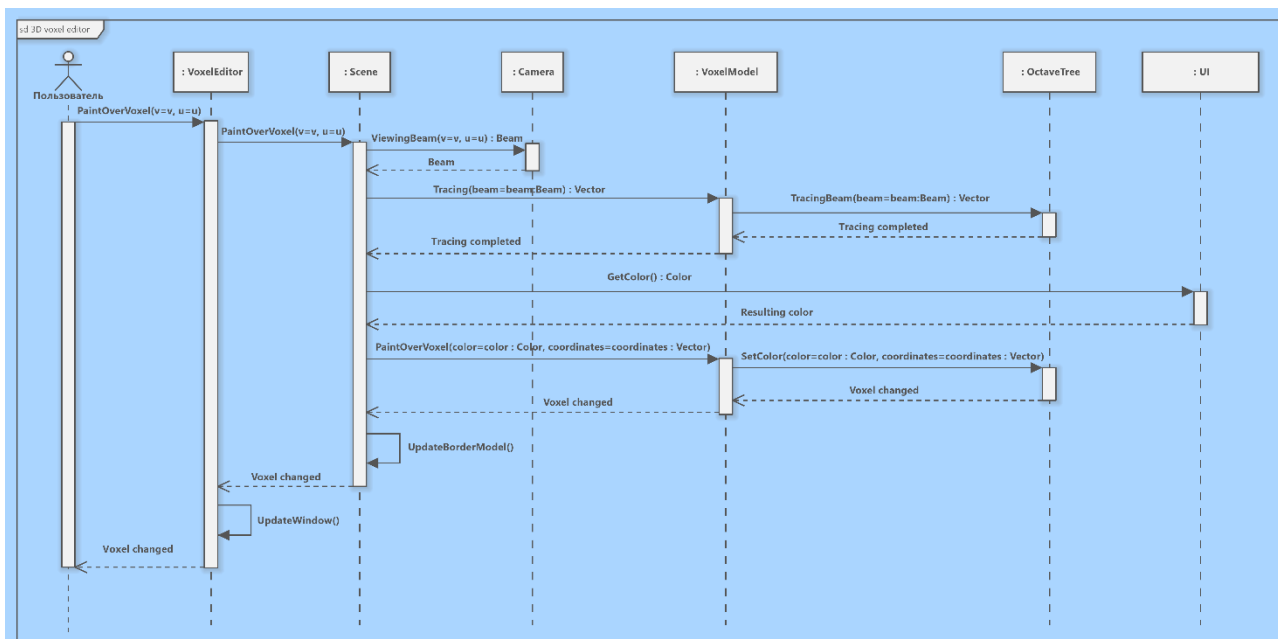 sd 3D voxel editor
: VoxelEditor
: Scene
: Camera
: VoxelModel
: OctaveTree
: UI
Пользователь
PaintOverVoxel(v=v, u=u)
PaintOverVoxel(v=v, u=u)
ViewingBeam(v=v, u=u) : Beam
Beam
Tracing(beam=beam:Beam) : Vector
TracingBeam(beam=beam:Beam) : Vector
Tracing completed
Tracing completed
GetColor() : Color
Resulting color
PaintOverVoxel(color=color : Color, coordinates=coordinates : Vector)
SetColor(color=color : Color, coordinates=coordinates : Vector)
Voxel changed
Voxel changed
UpdateBorderModel()
Voxel changed
UpdateWindow()
Voxel changed